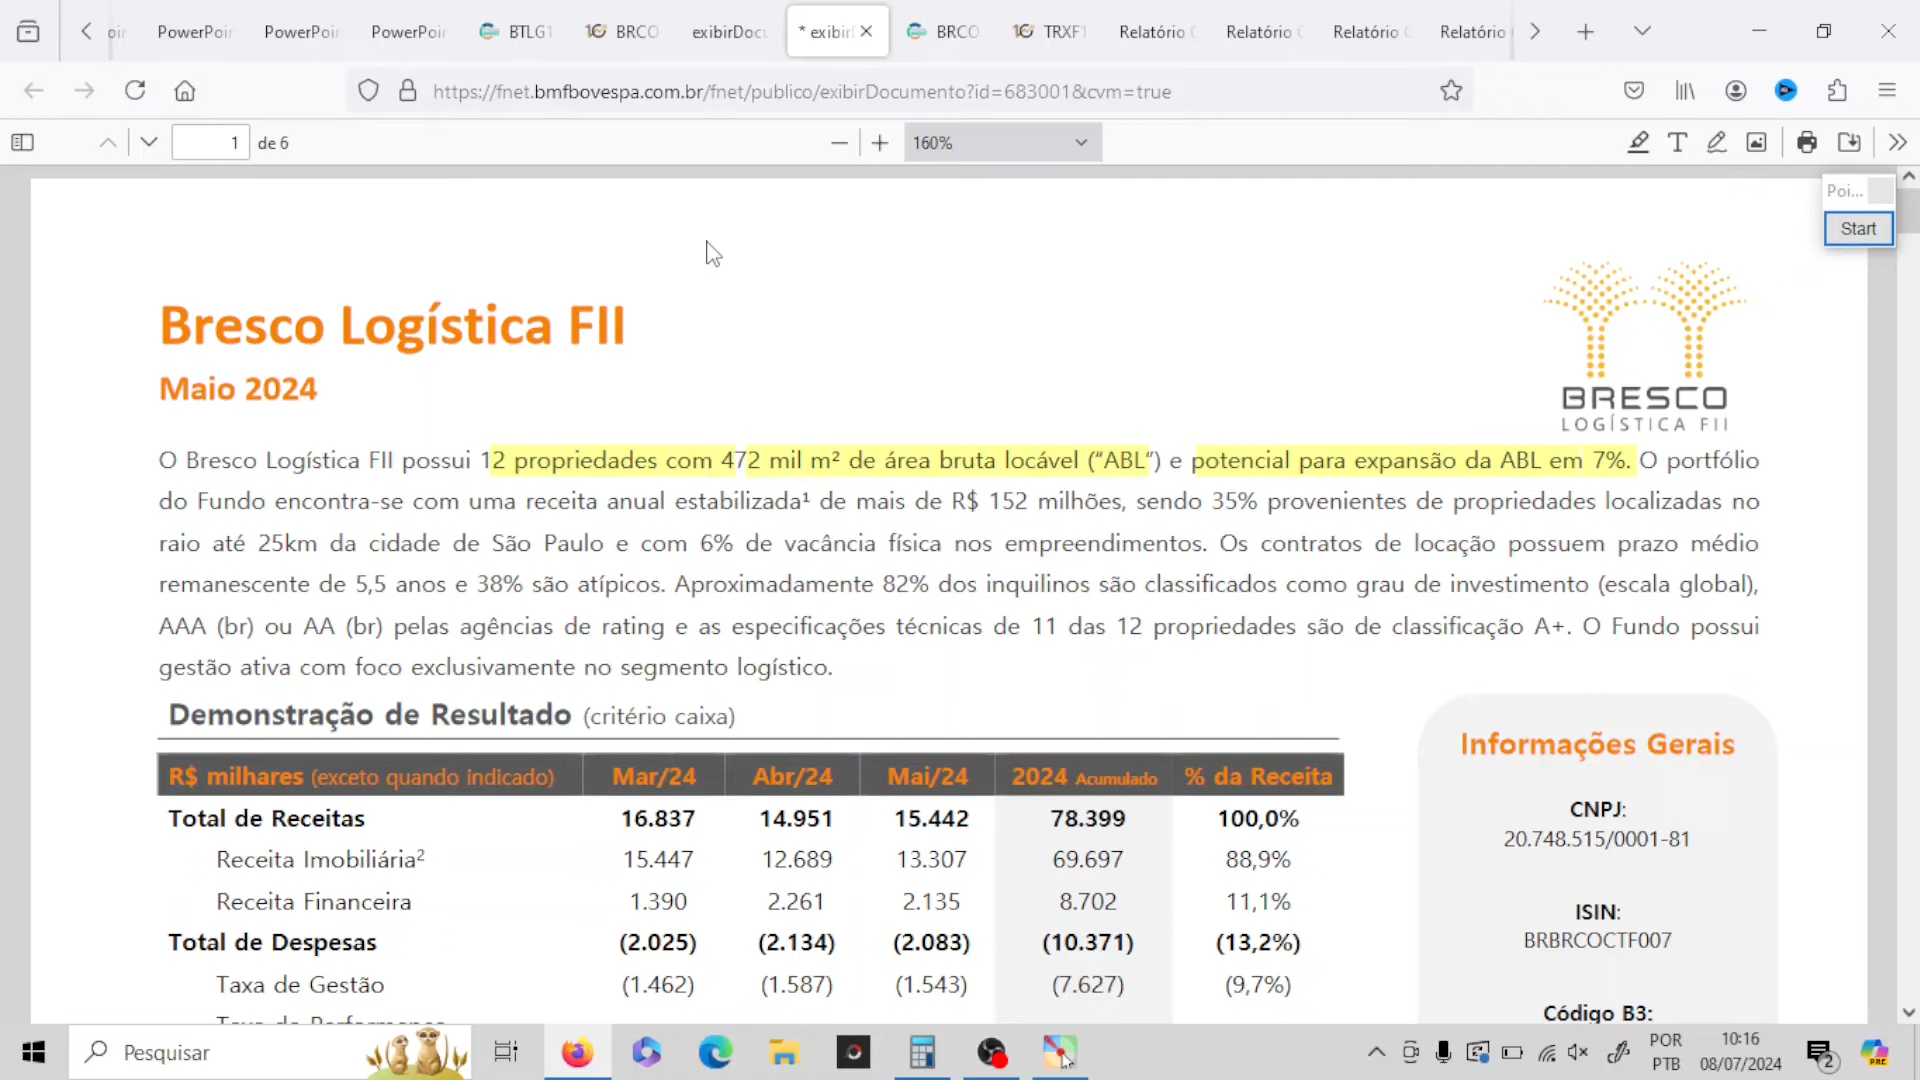 PowerPoir
PowerPoir
PowerPoir
BTLG1
BRCO
exibirDocu
* exibirl
BRCO
TRXF1
Relatório
Relatório
Relatório
Relatório
https://fnet.bmfbovespa.com.br/fnet/publico/exibirDocumento?id=683001&cvm=true
1 de 6
160%
Poi...
Start
Bresco Logística FII
Maio 2024
BRESCO
LOGÍSTICA FII
O Bresco Logística FII possui 12 propriedades com 472 mil m² de área bruta locável (“ABL”) e potencial para expansão da ABL em 7%. O portfólio
do Fundo encontra-se com uma receita anual estabilizada¹ de mais de R$ 152 milhões, sendo 35% provenientes de propriedades localizadas no
raio até 25km da cidade de São Paulo e com 6% de vacância física nos empreendimentos. Os contratos de locação possuem prazo médio
remanescente de 5,5 anos e 38% são atípicos. Aproximadamente 82% dos inquilinos são classificados como grau de investimento (escala global),
AAA (br) ou AA (br) pelas agências de rating e as especificações técnicas de 11 das 12 propriedades são de classificação A+. O Fundo possui
gestão ativa com foco exclusivamente no segmento logístico.
Demonstração de Resultado (critério caixa)
R$ milhares (exceto quando indicado) Mar/24 Abr/24 Mai/24 2024 Acumulado % da Receita
Total de Receitas 16.837 14.951 15.442 78.399 100,0%
Receita Imobiliária² 15.447 12.689 13.307 69.697 88,9%
Receita Financeira 1.390 2.261 2.135 8.702 11,1%
Total de Despesas (2.025) (2.134) (2.083) (10.371) (13,2%)
Taxa de Gestão (1.462) (1.587) (1.543) (7.627) (9,7%)
Informações Gerais
CNPJ:
20.748.515/0001-81
ISIN:
BRBRCOCTF007
Código B3:
Pesquisar
POR
PTB
10:16
08/07/2024
2
PRE